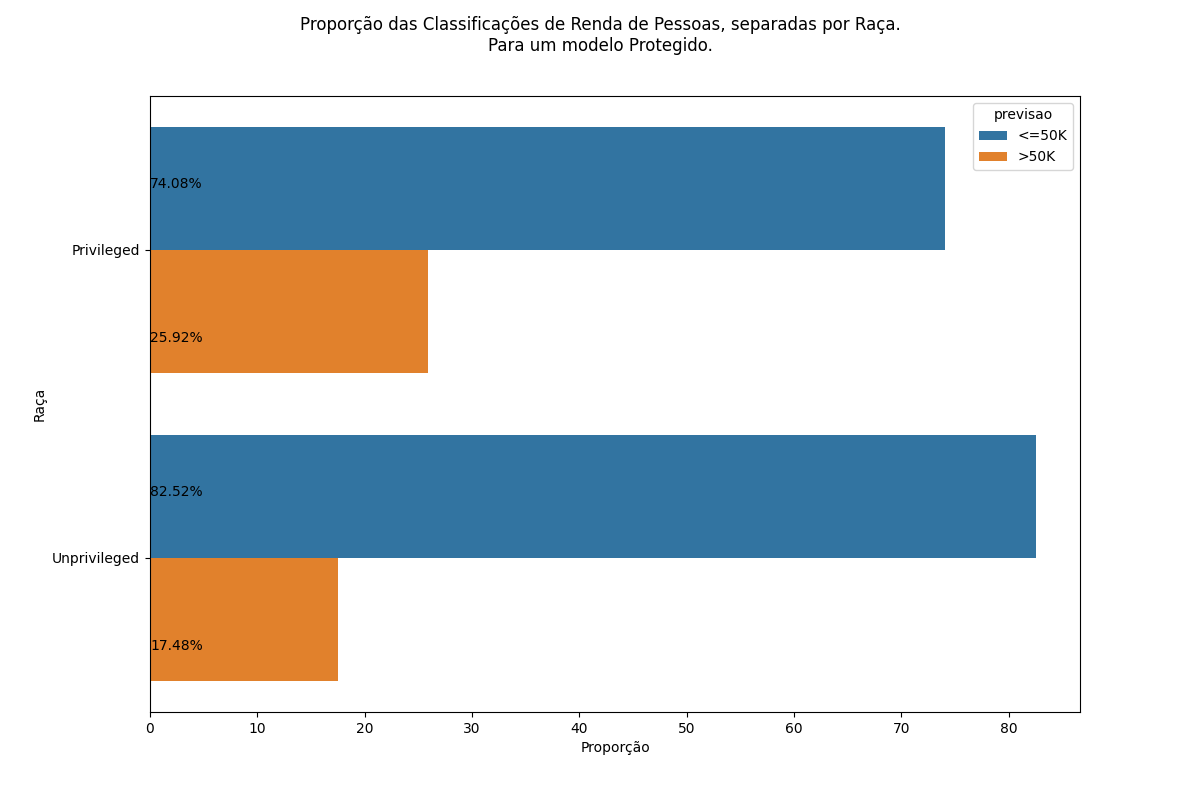 Proporção das Classificações de Renda de Pessoas, separadas por Raça.
Para um modelo Protegido.
previsao
<=50K
>50K
74.08%
Privileged
25.92%
Raça
82.52%
Unprivileged
17.48%
0 10 20 30 40 50 60 70 80
Proporção